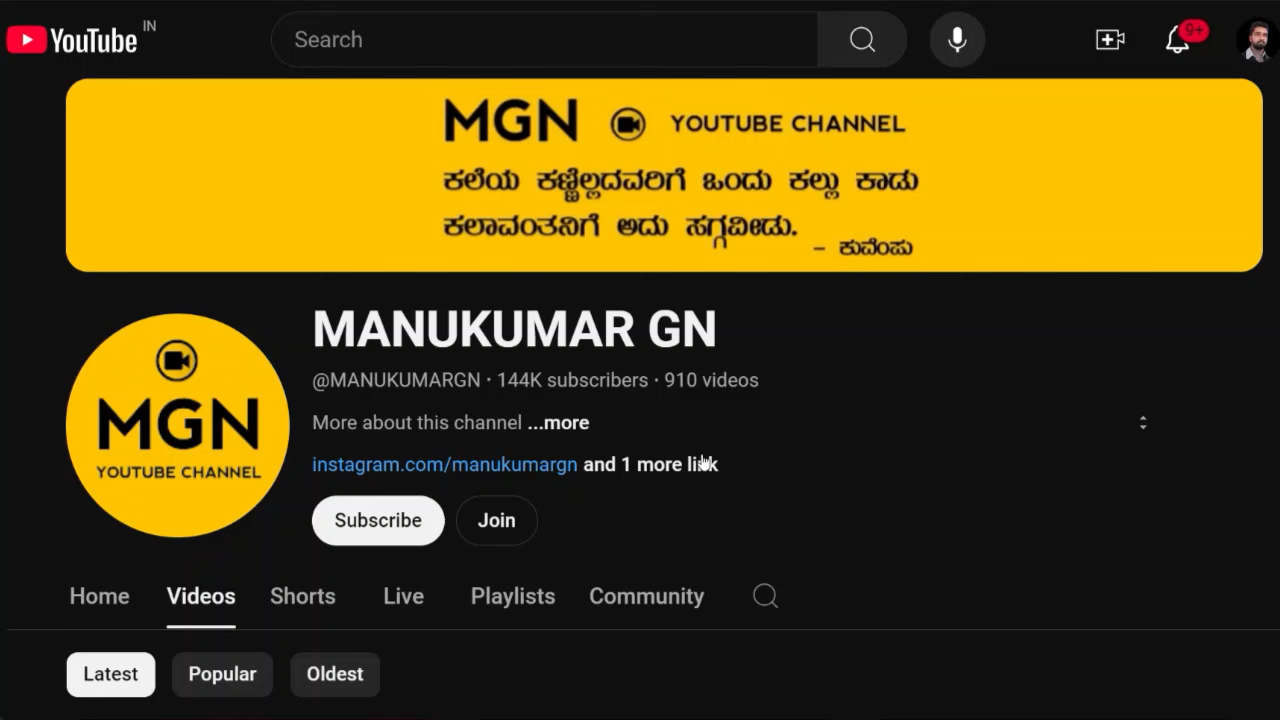 YouTube IN
Search
9+
MGN YOUTUBE CHANNEL
ಕಲೆಯ ಕಣ್ಣಿಲ್ಲದವರಿಗೆ ಒಂದು ಕಲ್ಲು ಕಾಡು
ಕಲಾವಂತನಿಗೆ ಅದು ಸಗ್ಗವೀಡು.
– ಕುವೆಂಪು
MGN
YOUTUBE CHANNEL
MANUKUMAR GN
@MANUKUMARGN · 144K subscribers · 910 videos
More about this channel ...more
instagram.com/manukumargn and 1 more link
Subscribe Join
Home Videos Shorts Live Playlists Community
Latest Popular Oldest